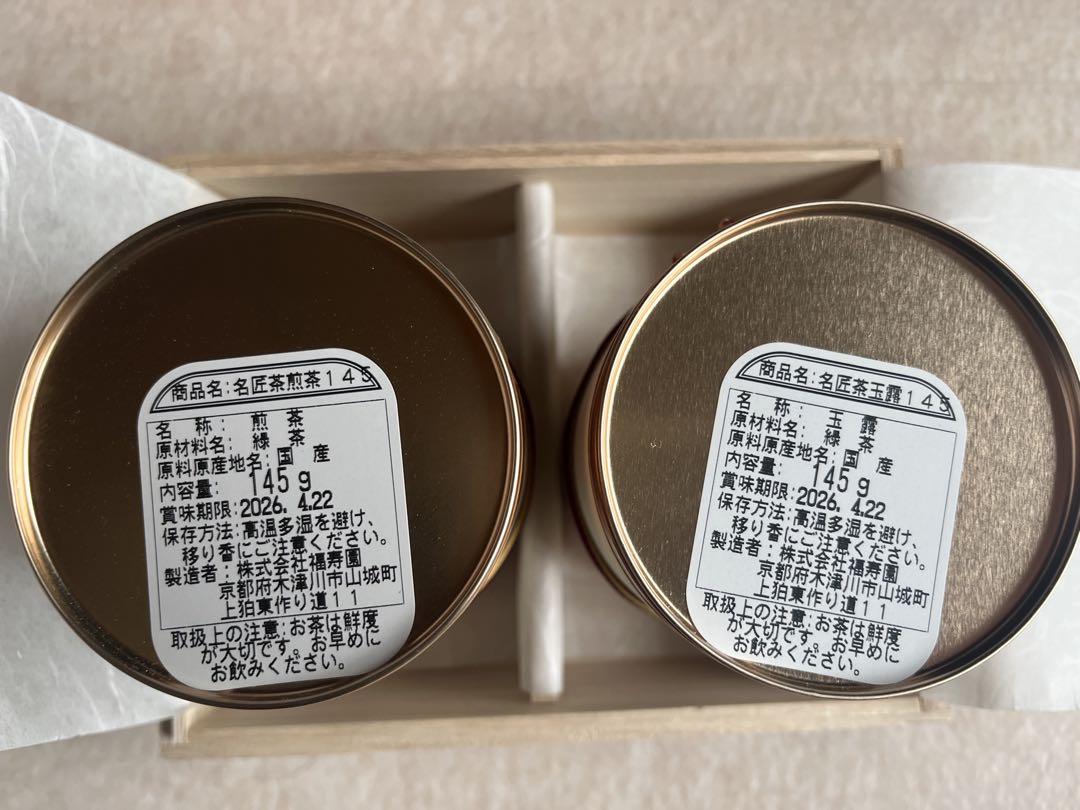 商品名:名匠茶煎茶145
名 称: 煎 茶
原材料名: 緑 茶
原料原産地名:国 産
内容量: 145g
賞味期限:2026. 4.22
保存方法:高温多湿を避け、
移り香にご注意ください。
製造者:株式会社福寿園
京都府木津川市山城町
上狛東作り道11
取扱上の注意:お茶は鮮度
が大切です。お早めに
お飲みください。
商品名:名匠茶玉露145
名 称: 玉 露
原材料名: 緑 茶
原料原産地名:国 産
内容量: 145g
賞味期限:2026. 4.22
保存方法:高温多湿を避け、
移り香にご注意ください。
製造者:株式会社福寿園
京都府木津川市山城町
上狛東作り道11
取扱上の注意:お茶は鮮度
が大切です。お早めに
お飲みください。